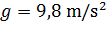 g = 9,8 m/s²